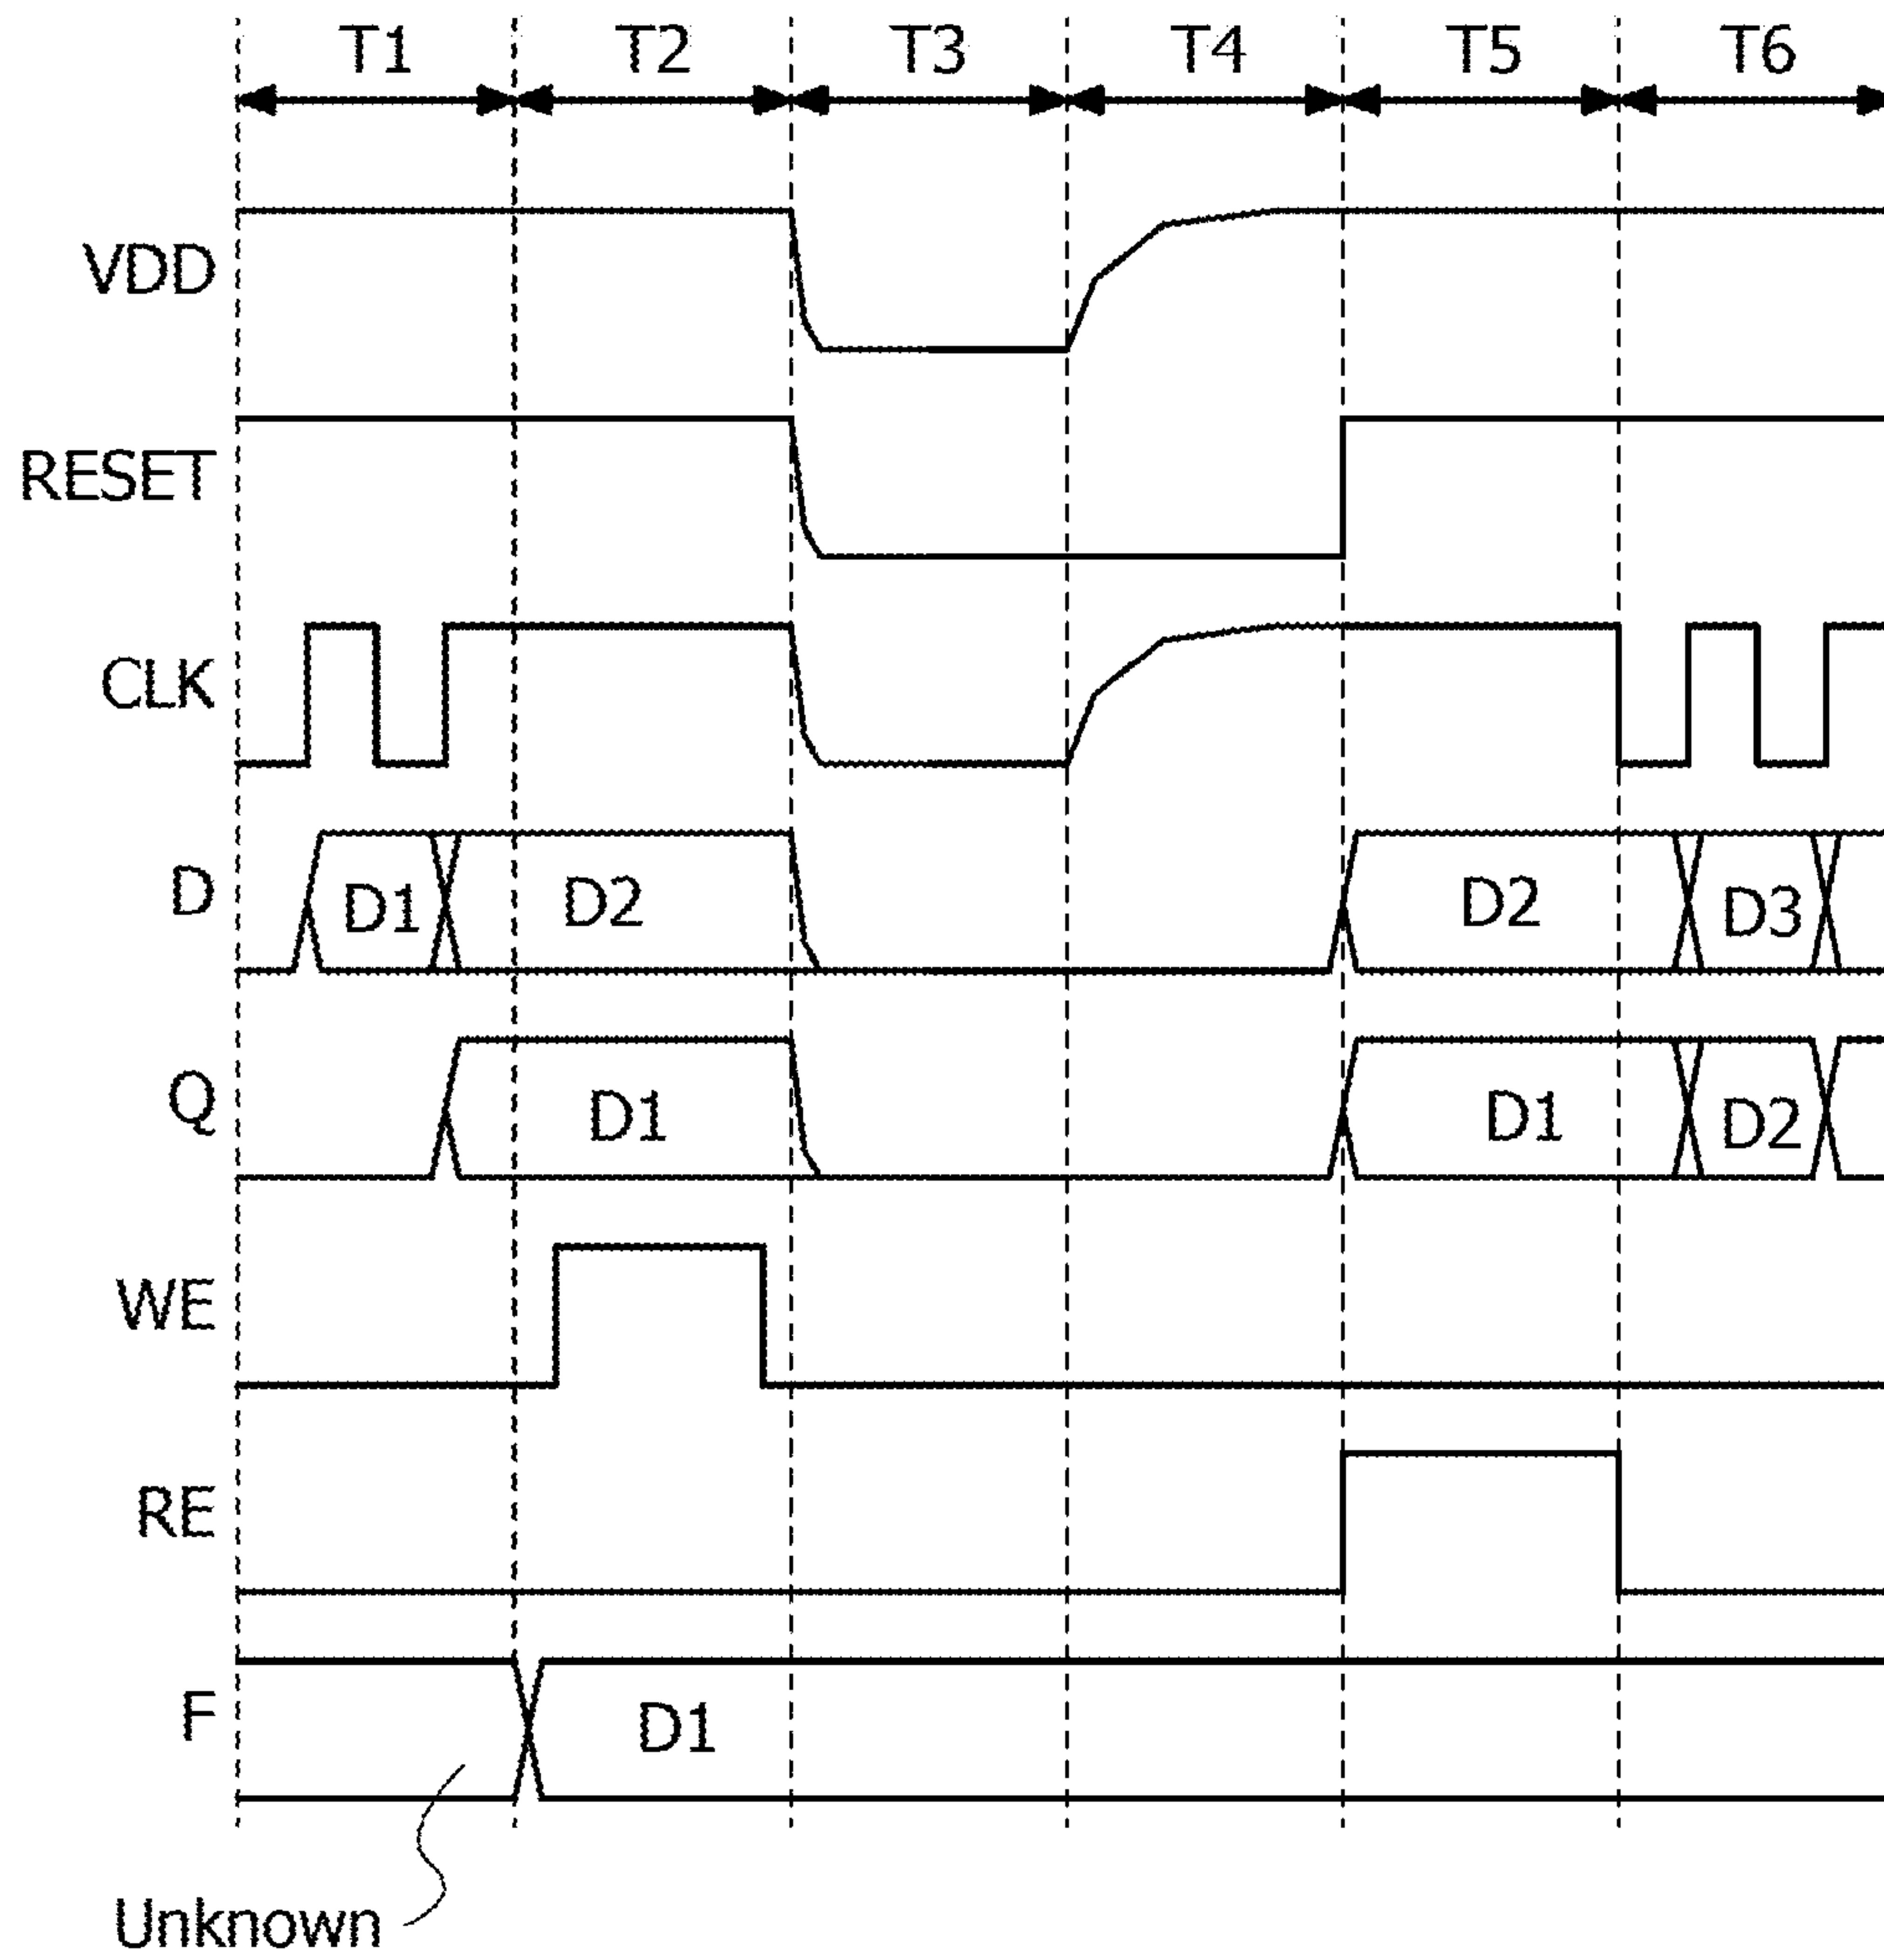 T1 T2 T3 T4 T5 T6
VDD
RESET
CLK
D D1 D2 D2 D3
Q D1 D1 D2
WE
RE
F D1
Unknown